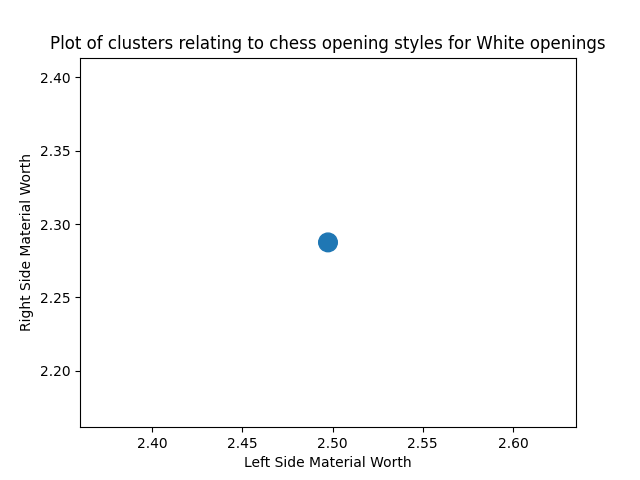 Plot of clusters relating to chess opening styles for White openings
2.40
2.35
2.30
2.25
2.20
Right Side Material Worth
2.40 2.45 2.50 2.55 2.60
Left Side Material Worth